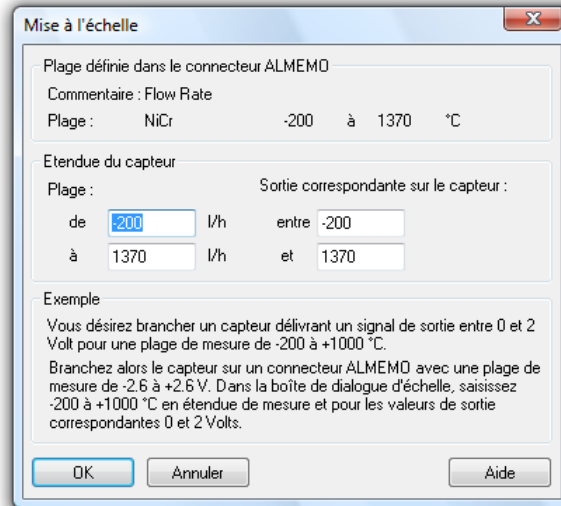 Mise à l'échelle
Plage définie dans le connecteur ALMEMO
Commentaire : Flow Rate
Plage : NiCr -200 à 1370 °C
Etendue du capteur
Plage : Sortie correspondante sur le capteur :
de -200 l/h entre -200
à 1370 l/h et 1370
Exemple
Vous désirez brancher un capteur délivrant un signal de sortie entre 0 et 2
Volt pour une plage de mesure de -200 à +1000 °C.
Branchez alors le capteur sur un connecteur ALMEMO avec une plage de
mesure de -2.6 à +2.6 V. Dans la boîte de dialogue d'échelle, saisissez
-200 à +1000 °C en étendue de mesure et pour les valeurs de sortie
correspondantes 0 et 2 Volts.
OK Annuler Aide